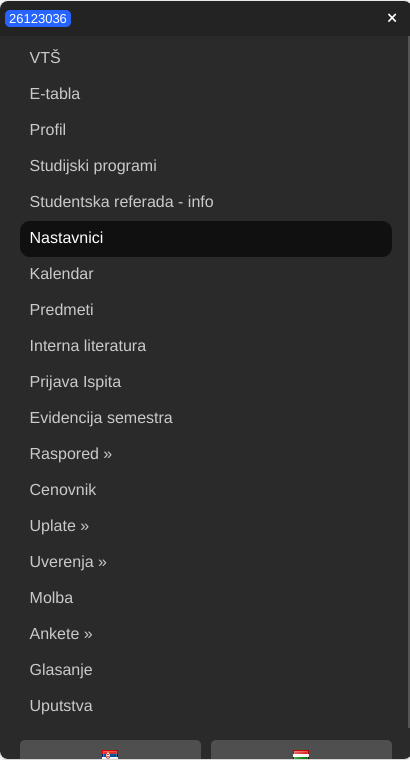 26123036 ×
VTŠ
E-tabla
Profil
Studijski programi
Studentska referada - info
Nastavnici
Kalendar
Predmeti
Interna literatura
Prijava Ispita
Evidencija semestra
Raspored »
Cenovnik
Uplate »
Uverenja »
Molba
Ankete »
Glasanje
Uputstva